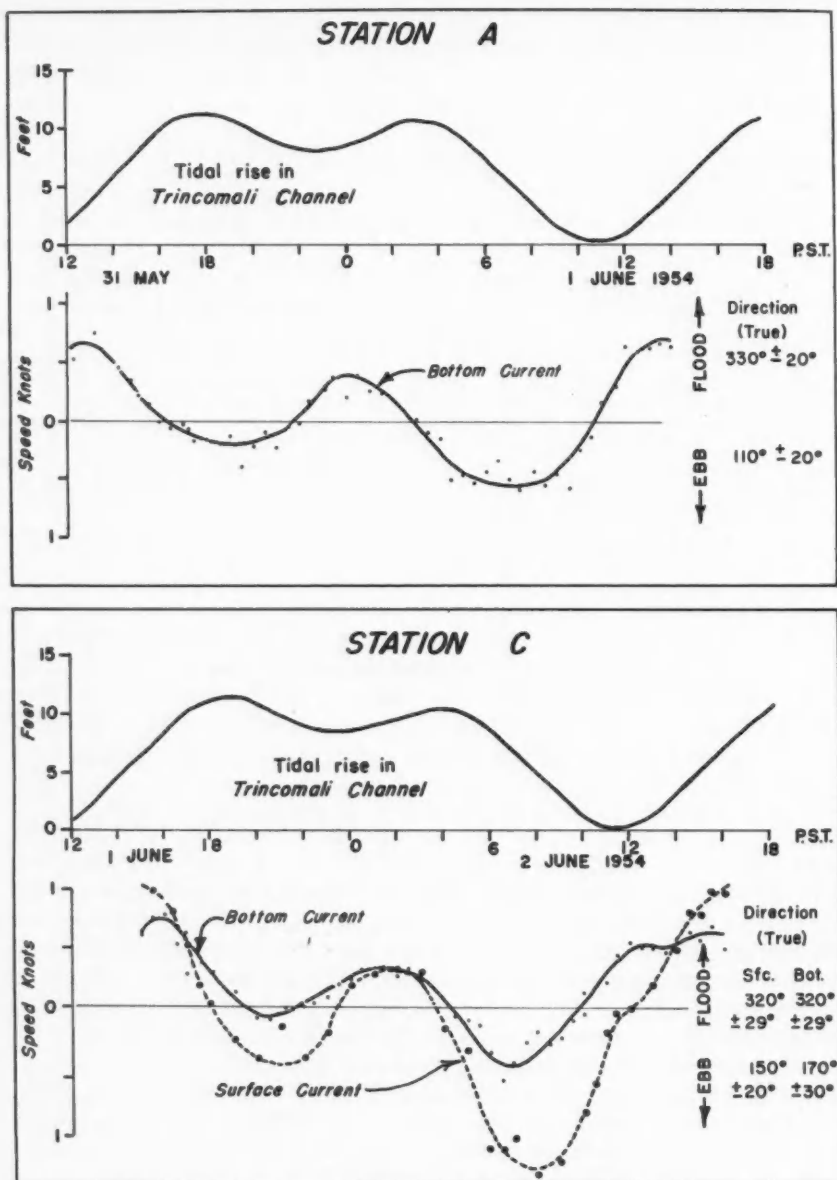 STATION A
15
10
5
0
Feet
Tidal rise in
Trincomali Channel
12 18 0 6 12 18 P.S.T.
31 MAY 1 JUNE 1954
1
0
1
Speed Knots
Bottom Current
FLOOD
EBB
Direction
(True)
330° ± 20°
110° ± 20°
STATION C
15
10
5
0
Feet
Tidal rise in
Trincomali Channel
12 18 0 6 12 18 P.S.T.
1 JUNE 2 JUNE 1954
1
0
1
Speed Knots
Bottom Current
Surface Current
FLOOD
EBB
Direction
(True)
Sfc. Bot.
320° 320°
±29° ±29°
150° 170°
±20° ±30°